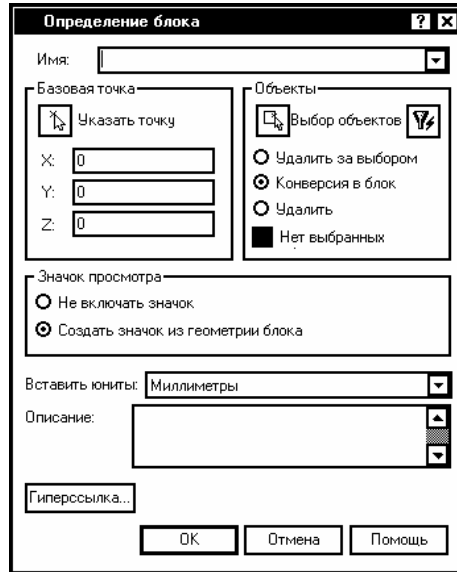 Определение блока
Имя:
Базовая точка
Указать точку
X: 0
Y: 0
Z: 0
Объекты
Выбор объектов
Удалить за выбором
Конверсия в блок
Удалить
Нет выбранных
Значок просмотра
Не включать значок
Создать значок из геометрии блока
Вставить юниты: Миллиметры
Описание:
Гиперссылка...
OK Отмена Помощь